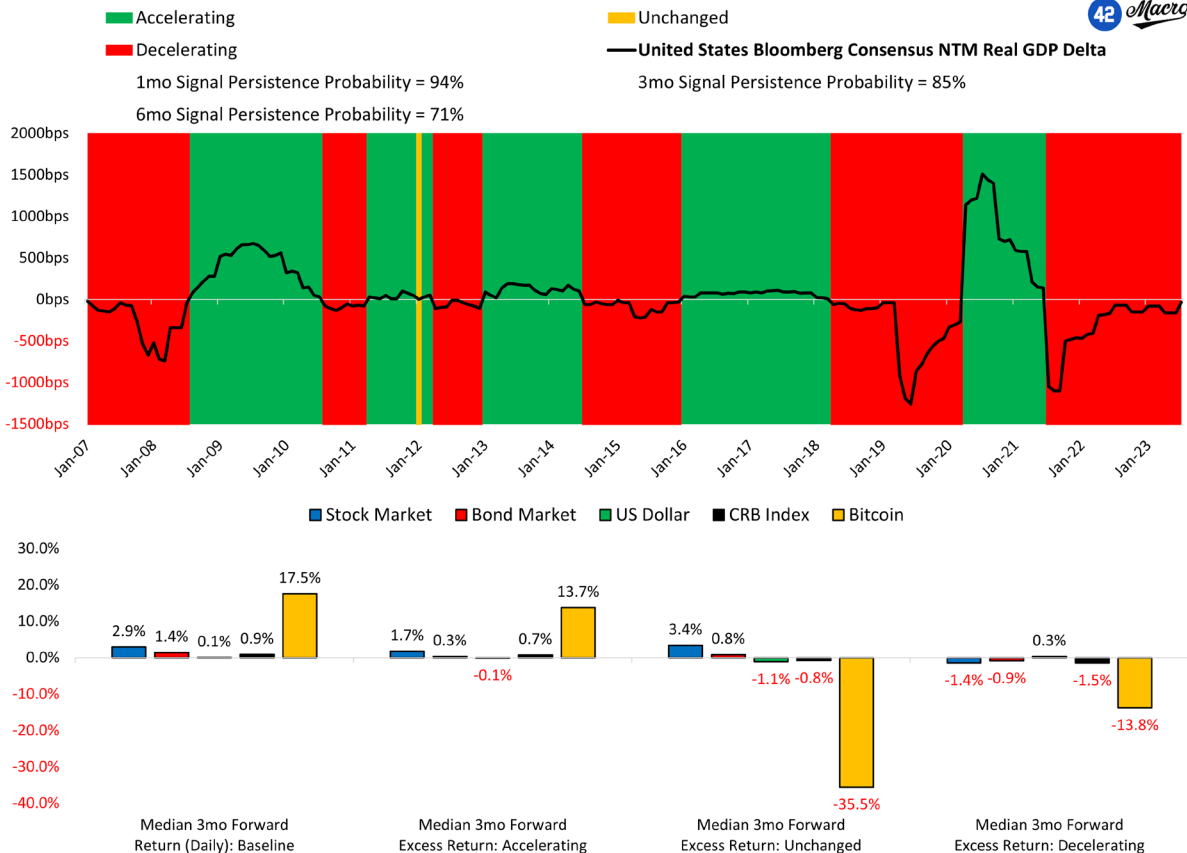 Accelerating
Unchanged
42 Macro
Decelerating
United States Bloomberg Consensus NTM Real GDP Delta
1mo Signal Persistence Probability = 94%
3mo Signal Persistence Probability = 85%
6mo Signal Persistence Probability = 71%
2000bps
1500bps
1000bps
500bps
0bps
-500bps
-1000bps
-1500bps
Jan-07 Jan-08 Jan-09 Jan-10 Jan-11 Jan-12 Jan-13 Jan-14 Jan-15 Jan-16 Jan-17 Jan-18 Jan-19 Jan-20 Jan-21 Jan-22 Jan-23
Stock Market Bond Market US Dollar CRB Index Bitcoin
30.0%
20.0%
10.0%
0.0%
-10.0%
-20.0%
-30.0%
-40.0%
2.9% 1.4% 0.1% 0.9% 17.5%
1.7% 0.3% -0.1% 0.7% 13.7%
3.4% 0.8% -1.1% -0.8% -35.5%
-1.4% -0.9% 0.3% -1.5% -13.8%
Median 3mo Forward
Return (Daily): Baseline
Median 3mo Forward
Excess Return: Accelerating
Median 3mo Forward
Excess Return: Unchanged
Median 3mo Forward
Excess Return: Decelerating